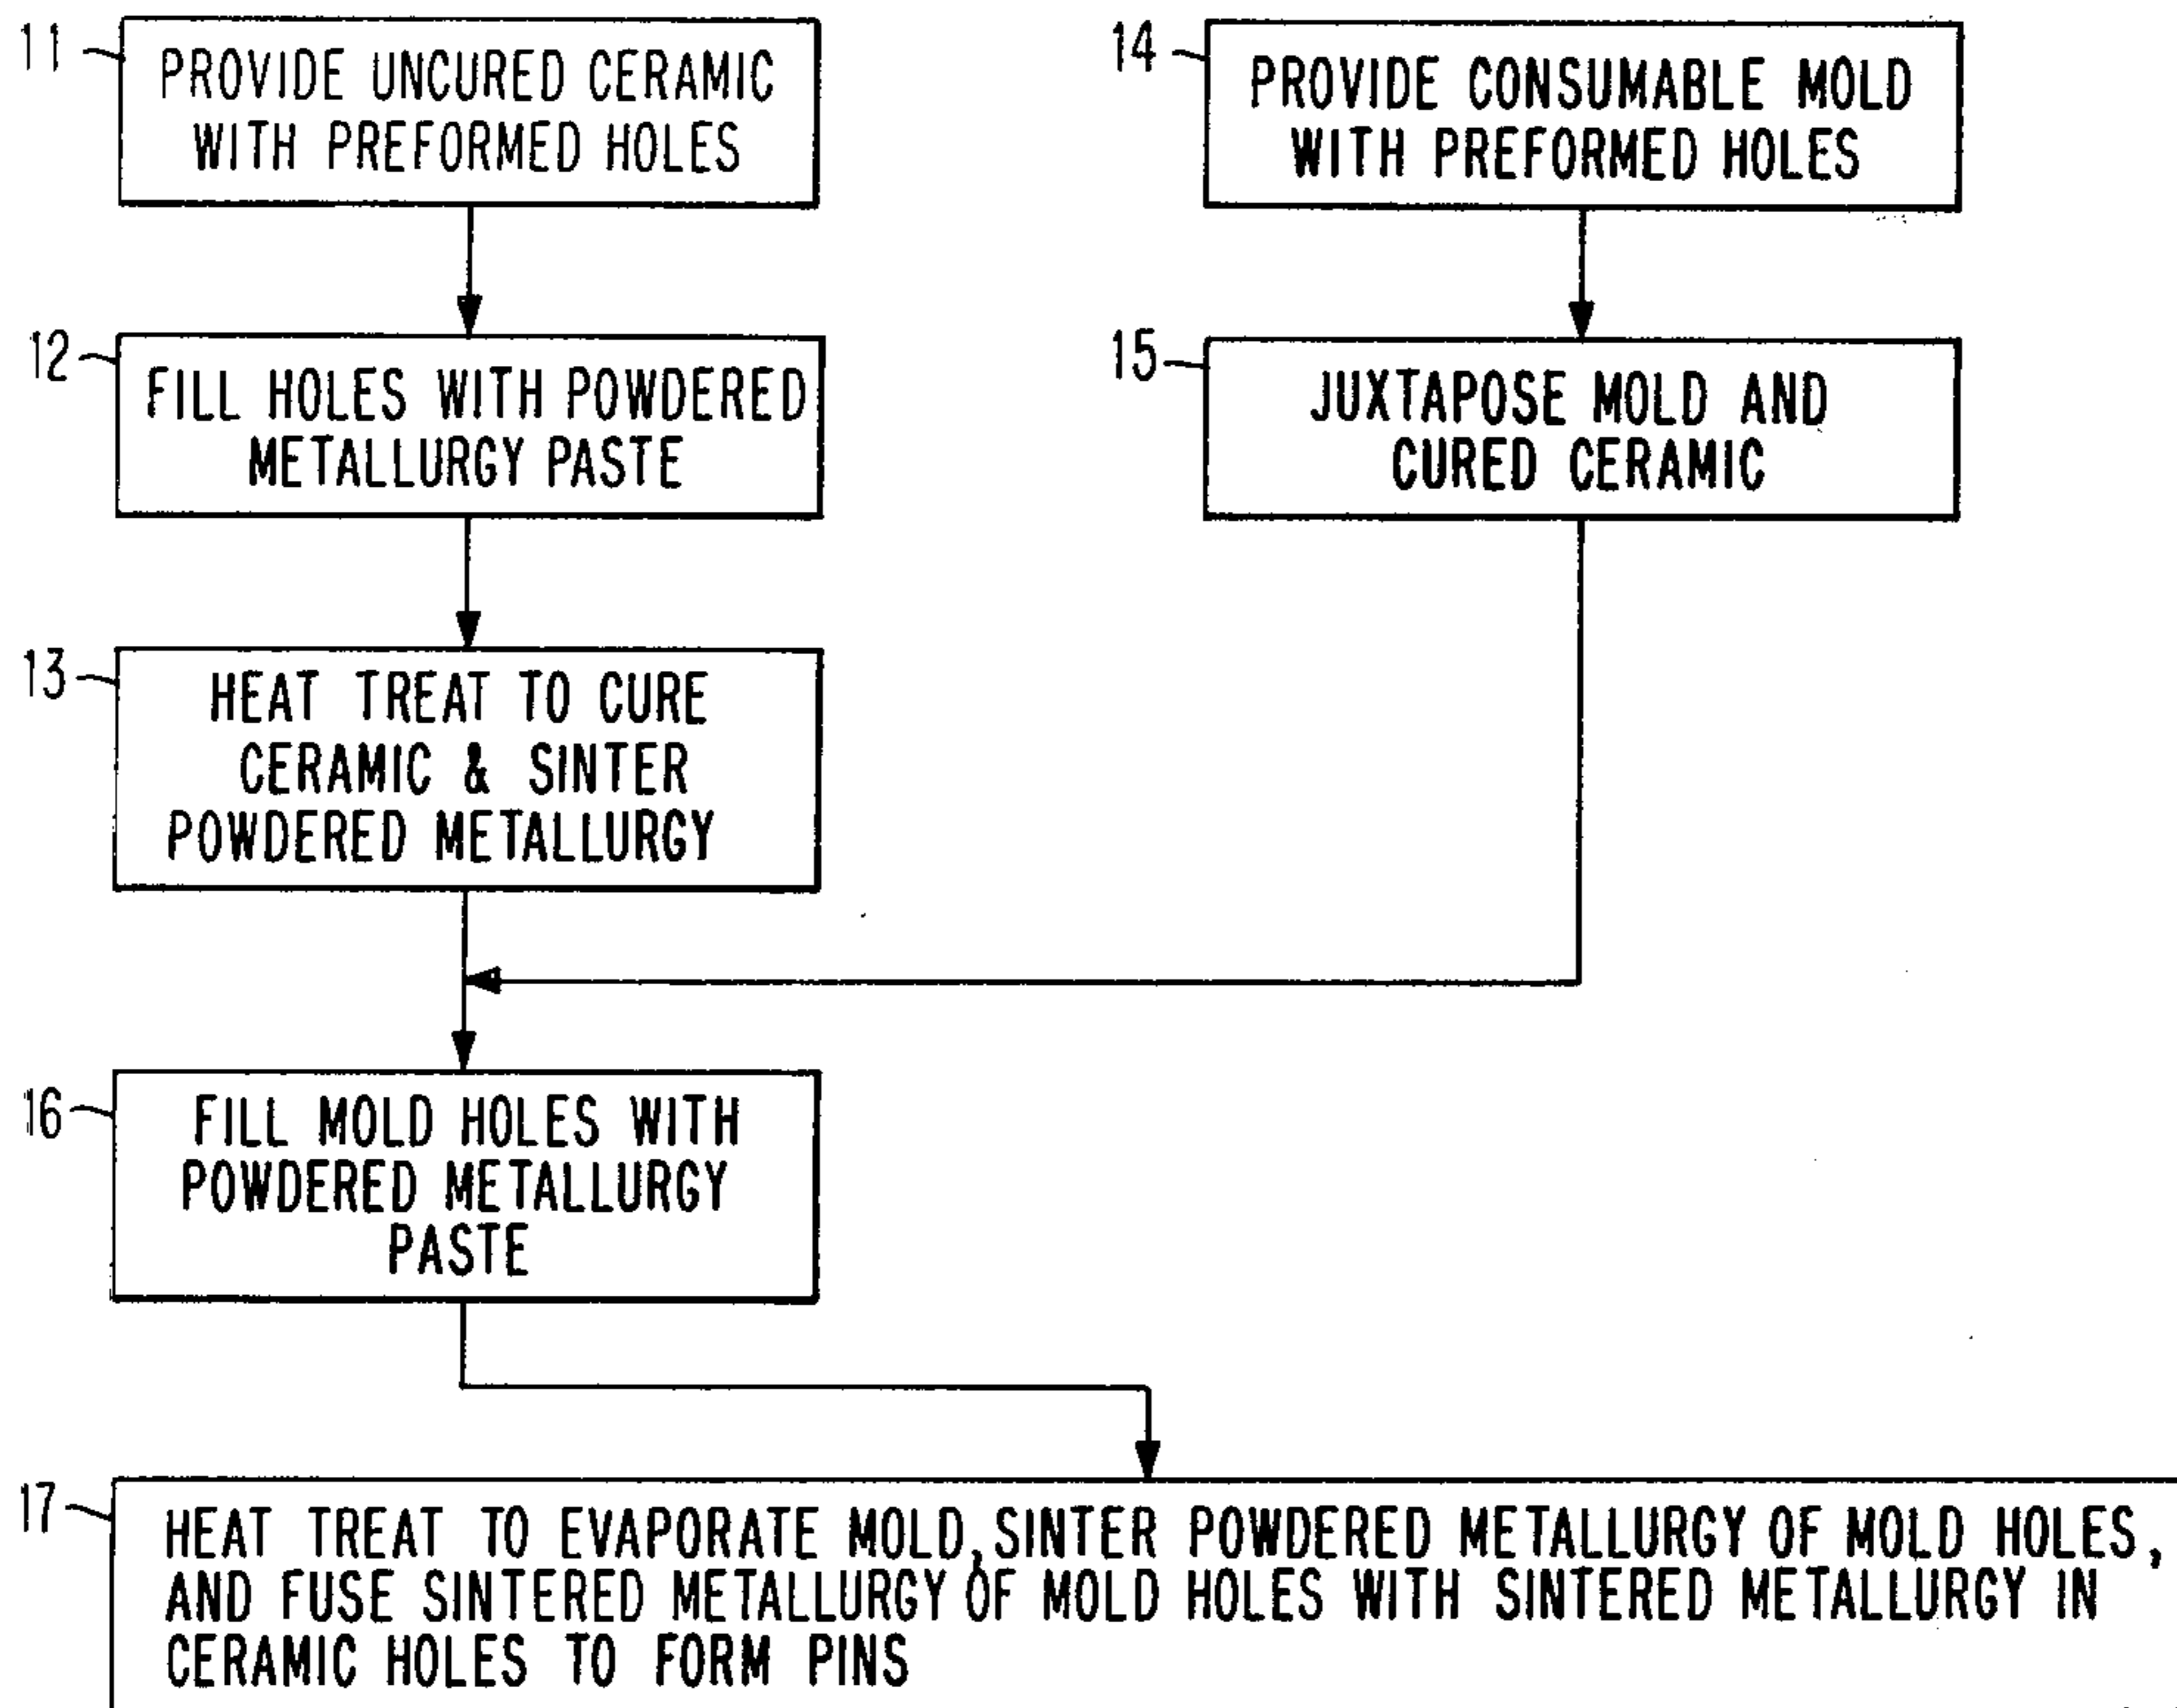 11
PROVIDE UNCURED CERAMIC
WITH PREFORMED HOLES
12
FILL HOLES WITH POWDERED
METALLURGY PASTE
13
HEAT TREAT TO CURE
CERAMIC & SINTER
POWDERED METALLURGY
14
PROVIDE CONSUMABLE MOLD
WITH PREFORMED HOLES
15
JUXTAPOSE MOLD AND
CURED CERAMIC
16
FILL MOLD HOLES WITH
POWDERED METALLURGY
PASTE
17
HEAT TREAT TO EVAPORATE MOLD, SINTER POWDERED METALLURGY OF MOLD HOLES,
AND FUSE SINTERED METALLURGY OF MOLD HOLES WITH SINTERED METALLURGY IN
CERAMIC HOLES TO FORM PINS